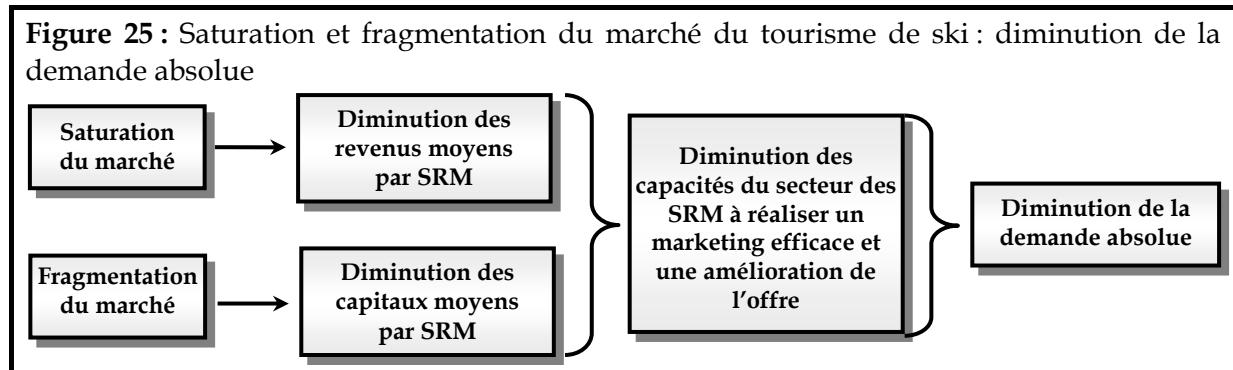 Figure 25 : Saturation et fragmentation du marché du tourisme de ski : diminution de la
demande absolue
Saturation
du marché
Diminution des
revenus moyens
par SRM
Fragmentation
du marché
Diminution des
capitaux moyens
par SRM
Diminution des
capacités du secteur des
SRM à réaliser un
marketing efficace et
une amélioration de
l’offre
Diminution de la
demande absolue